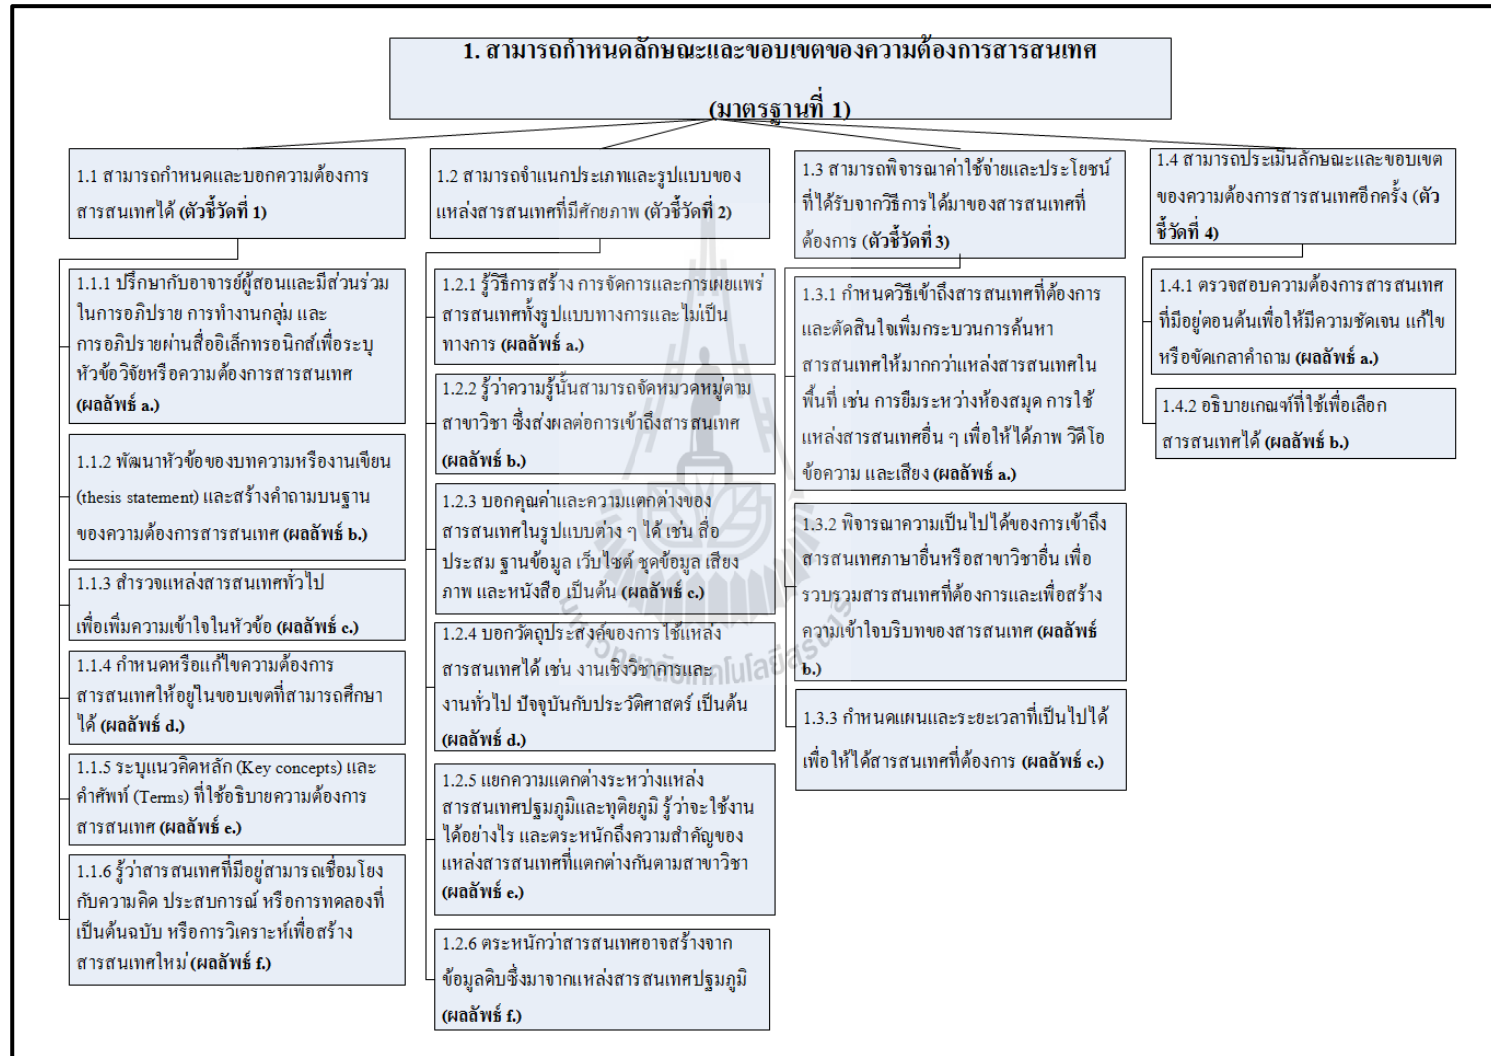 1. สามารถกำหนดลักษณะและขอบเขตของความต้องการสารสนเทศ
(มาตรฐานที่ 1)
1.1 สามารถกำหนดและบอกความต้องการ
สารสนเทศได้ (ตัวชี้วัดที่ 1)
1.1.1 ปรึกษากับอาจารย์ผู้สอนและมีส่วนร่วม
ในการอภิปราย การทำงานกลุ่ม และ
การอภิปรายผ่านสื่ออิเล็กทรอนิกส์เพื่อระบุ
หัวข้อวิจัยหรือความต้องการสารสนเทศ
(ผลลัพธ์ a.)
1.1.2 พัฒนาหัวข้อของบทความหรืองานเขียน
(thesis statement) และสร้างคำถามบนฐาน
ของความต้องการสารสนเทศ (ผลลัพธ์ b.)
1.1.3 สำรวจแหล่งสารสนเทศทั่วไป
เพื่อเพิ่มความเข้าใจในหัวข้อ (ผลลัพธ์ c.)
1.1.4 กำหนดหรือแก้ไขความต้องการ
สารสนเทศให้อยู่ในขอบเขตที่สามารถศึกษา
ได้ (ผลลัพธ์ d.)
1.1.5 ระบุแนวคิดหลัก (Key concepts) และ
คำศัพท์ (Terms) ที่ใช้อธิบายความต้องการ
สารสนเทศ (ผลลัพธ์ e.)
1.1.6 รู้ว่าสารสนเทศที่มีอยู่สามารถเชื่อมโยง
กับความคิด ประสบการณ์ หรือการทดลองที่
เป็นต้นฉบับ หรือการวิเคราะห์เพื่อสร้าง
สารสนเทศใหม่ (ผลลัพธ์ f.)
1.2 สามารถจำแนกประเภทและรูปแบบของ
แหล่งสารสนเทศที่มีศักยภาพ (ตัวชี้วัดที่ 2)
1.2.1 รู้วิธีการสร้าง การจัดการและการเผยแพร่
สารสนเทศทั้งรูปแบบทางการและไม่เป็น
ทางการ (ผลลัพธ์ a.)
1.2.2 รู้ว่าความรู้นั้นสามารถจัดหมวดหมู่ตาม
สาขาวิชา ซึ่งส่งผลต่อการเข้าถึงสารสนเทศ
(ผลลัพธ์ b.)
1.2.3 บอกคุณค่าและความแตกต่างของ
สารสนเทศในรูปแบบต่าง ๆ ได้ เช่น สื่อ
ประสม ฐานข้อมูล เว็บไซต์ ชุดข้อมูล เสียง
ภาพ และหนังสือ เป็นต้น (ผลลัพธ์ c.)
1.2.4 บอกวัตถุประสงค์ของการใช้แหล่ง
สารสนเทศได้ เช่น งานเชิงวิชาการและ
งานทั่วไป ปัจจุบันกับประวัติศาสตร์ เป็นต้น
(ผลลัพธ์ d.)
1.2.5 แยกความแตกต่างระหว่างแหล่ง
สารสนเทศปฐมภูมิและทุติยภูมิ รู้ว่าจะใช้งาน
ได้อย่างไร และตระหนักถึงความสำคัญของ
แหล่งสารสนเทศที่แตกต่างกันตามสาขาวิชา
(ผลลัพธ์ e.)
1.2.6 ตระหนักว่าสารสนเทศอาจสร้างจาก
ข้อมูลดิบซึ่งมาจากแหล่งสารสนเทศปฐมภูมิ
(ผลลัพธ์ f.)
1.3 สามารถพิจารณาค่าใช้จ่ายและประโยชน์
ที่ได้รับจากวิธีการได้มาของสารสนเทศที่
ต้องการ (ตัวชี้วัดที่ 3)
1.3.1 กำหนดวิธีเข้าถึงสารสนเทศที่ต้องการ
และตัดสินใจเพิ่มกระบวนการค้นหา
สารสนเทศให้มากกว่าแหล่งสารสนเทศใน
พื้นที่ เช่น การยืมระหว่างห้องสมุด การใช้
แหล่งสารสนเทศอื่น ๆ เพื่อให้ได้ภาพ วิดีโอ
ข้อความ และเสียง (ผลลัพธ์ a.)
1.3.2 พิจารณาความเป็นไปได้ของการเข้าถึง
สารสนเทศภาษาอื่นหรือสาขาวิชาอื่น เพื่อ
รวบรวมสารสนเทศที่ต้องการและเพื่อสร้าง
ความเข้าใจบริบทของสารสนเทศ (ผลลัพธ์
b.)
1.3.3 กำหนดแผนและระยะเวลาที่เป็นไปได้
เพื่อให้ได้สารสนเทศที่ต้องการ (ผลลัพธ์ c.)
1.4 สามารถประเมินลักษณะและขอบเขต
ของความต้องการสารสนเทศอีกครั้ง (ตัว
ชี้วัดที่ 4)
1.4.1 ตรวจสอบความต้องการสารสนเทศ
ที่มีอยู่ตอนต้นเพื่อให้มีความชัดเจน แก้ไข
หรือขัดเกลาคำถาม (ผลลัพธ์ a.)
1.4.2 อธิบายเกณฑ์ที่ใช้เพื่อเลือก
สารสนเทศได้ (ผลลัพธ์ b.)
มหาวิทยาลัยเทคโนโลยีสุรนารี